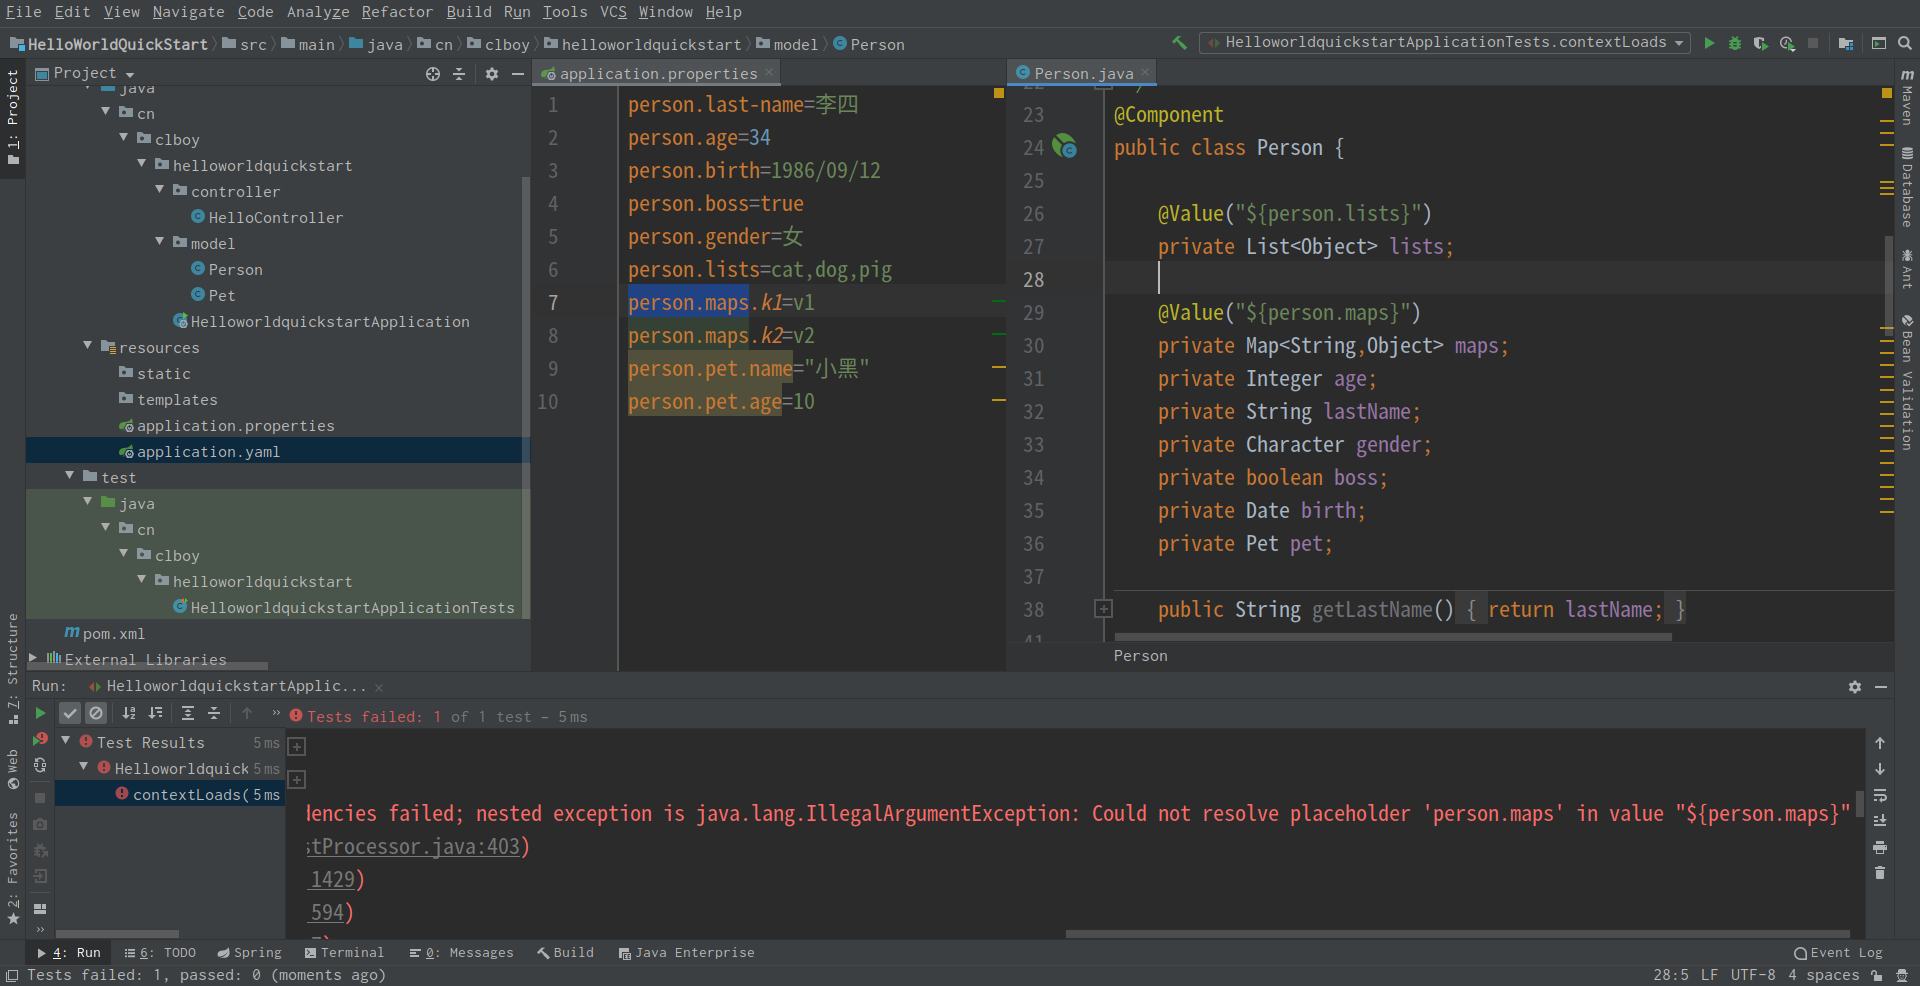 File Edit View Navigate Code Analyze Refactor Build Run Tools VCS Window Help
HelloWorldQuickStart src main java cn clboy helloworldquickstart model Person
HelloworldquickstartApplicationTests.contextLoads
1: Project
7: Structure
Web
2: Favorites
Project
java
cn
clboy
helloworldquickstart
controller
HelloController
model
Person
Pet
HelloworldquickstartApplication
resources
static
templates
application.properties
application.yaml
test
java
cn
clboy
helloworldquickstart
HelloworldquickstartApplicationTests
pom.xml
External Libraries
application.properties
1 person.last-name=李四
2 person.age=34
3 person.birth=1986/09/12
4 person.boss=true
5 person.gender=女
6 person.lists=cat,dog,pig
7 person.maps.k1=v1
8 person.maps.k2=v2
9 person.pet.name="小黑"
10 person.pet.age=10
Person.java
22
23 @Component
24 public class Person {
25
26 @Value("${person.lists}")
27 private List<Object> lists;
28
29 @Value("${person.maps}")
30 private Map<String,Object> maps;
31 private Integer age;
32 private String lastName;
33 private Character gender;
34 private boolean boss;
35 private Date birth;
36 private Pet pet;
37
38 public String getLastName() { return lastName; }
41
Person
Maven
Database
Ant
Bean Validation
Run: HelloworldquickstartApplic...
Tests failed: 1 of 1 test – 5 ms
Test Results 5 ms
Helloworldquick 5 ms
contextLoads( 5 ms
dencies failed; nested exception is java.lang.IllegalArgumentException: Could not resolve placeholder 'person.maps' in value "${person.maps}"
stProcessor.java:403)
1429)
594)
4: Run 6: TODO Spring Terminal 0: Messages Build Java Enterprise Event Log
Tests failed: 1, passed: 0 (moments ago) 28:5 LF UTF-8 4 spaces